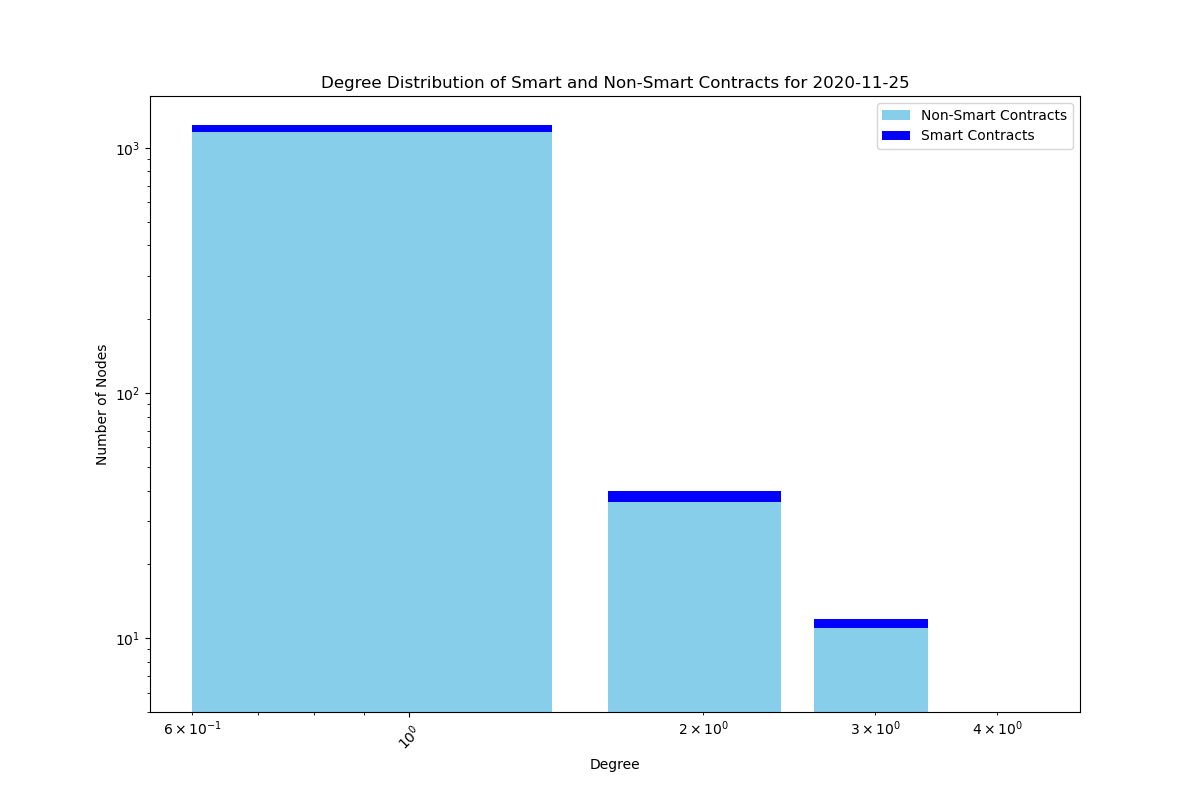 Degree Distribution of Smart and Non-Smart Contracts for 2020-11-25
Non-Smart Contracts
Smart Contracts
Number of Nodes
10³
10²
10¹
6 × 10⁻¹
10⁰
2 × 10⁰
3 × 10⁰
4 × 10⁰
Degree